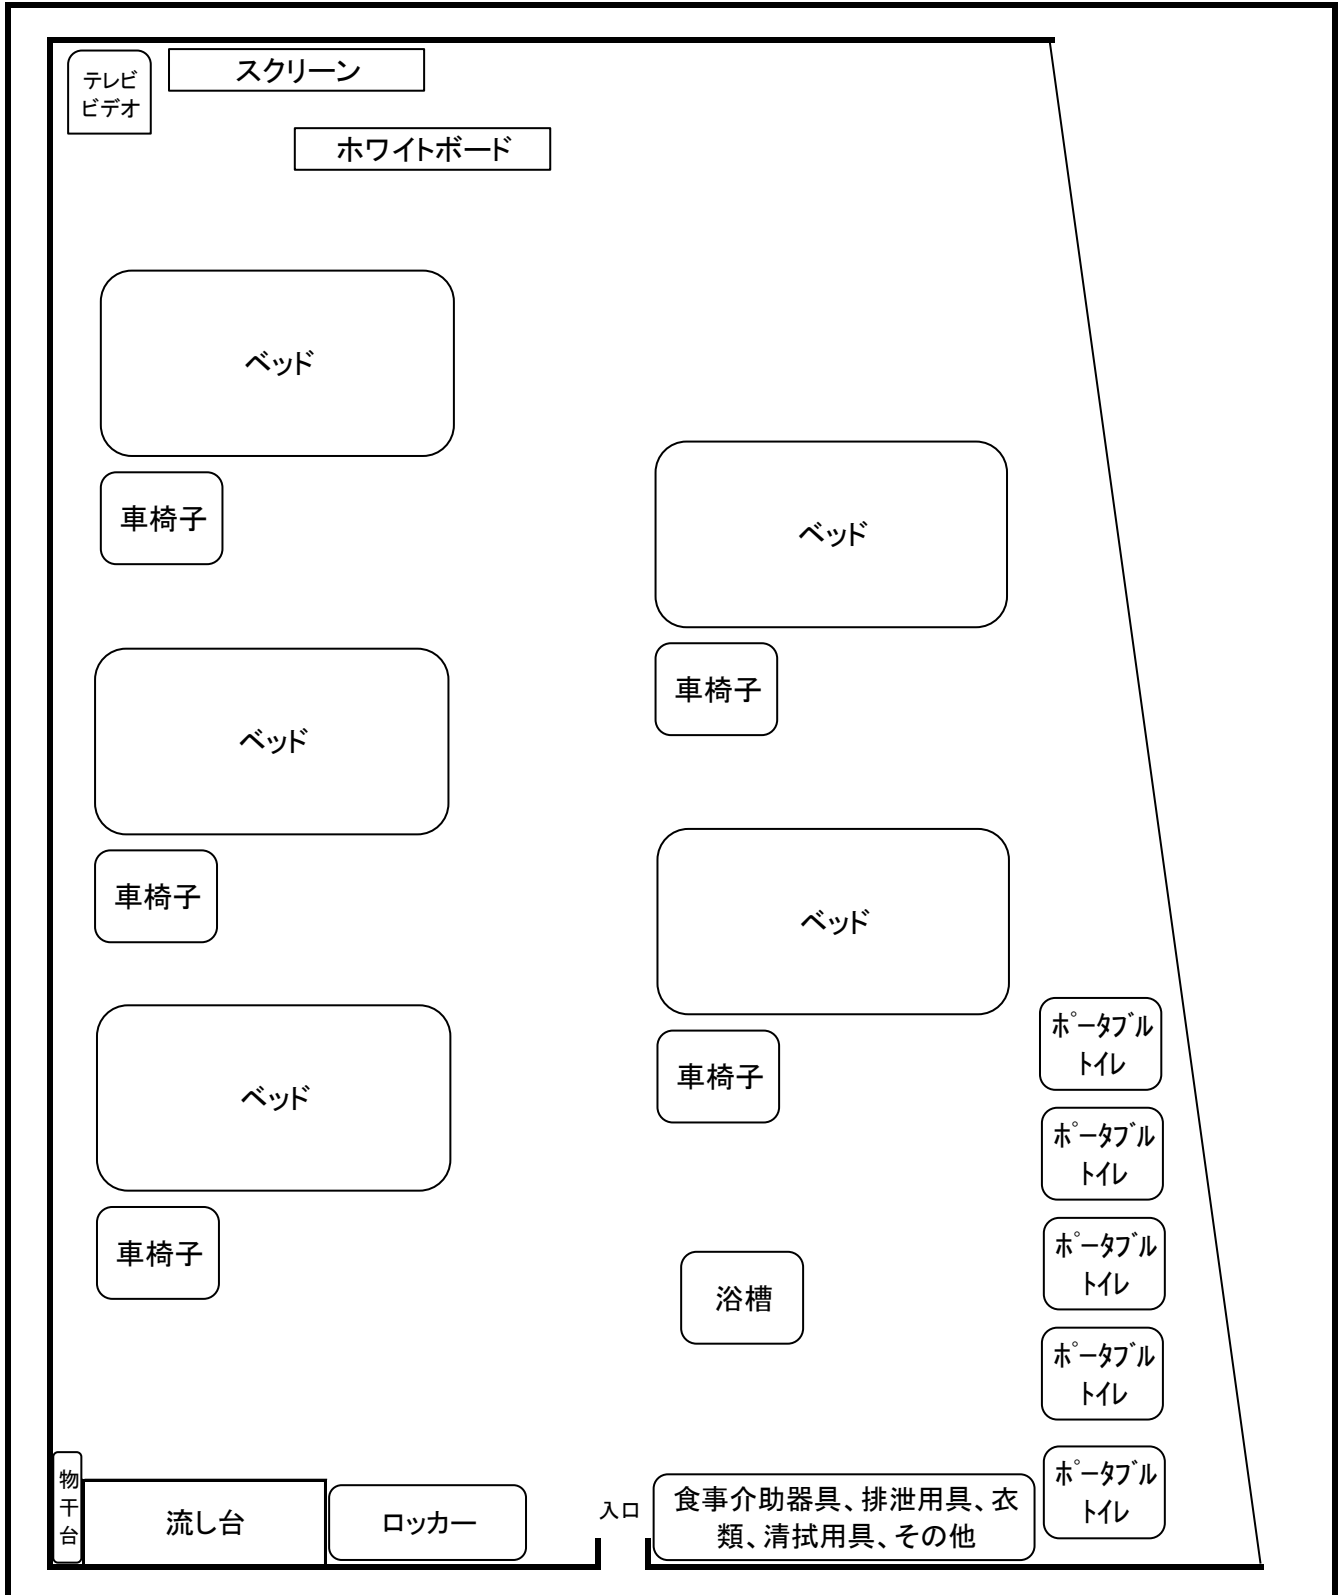 テレビ
ビデオ
スクリーン
ホワイトボード
ベッド
車椅子
ベッド
車椅子
ベッド
車椅子
ベッド
車椅子
ベッド
車椅子
ﾎﾟｰﾀﾌﾞﾙ
ﾄｲﾚ
ﾎﾟｰﾀﾌﾞﾙ
ﾄｲﾚ
ﾎﾟｰﾀﾌﾞﾙ
ﾄｲﾚ
ﾎﾟｰﾀﾌﾞﾙ
ﾄｲﾚ
ﾎﾟｰﾀﾌﾞﾙ
ﾄｲﾚ
浴槽
物干台
流し台
ロッカー
入口
食事介助器具、排泄用具、衣
類、清拭用具、その他